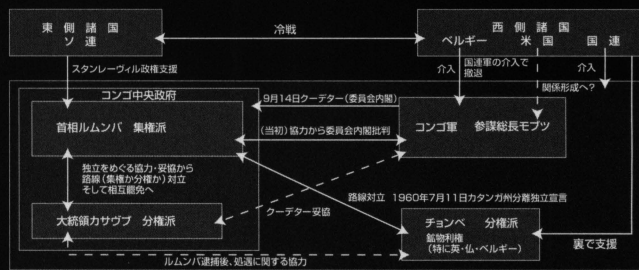 東側諸国
ソ連
冷戦
西側諸国
ベルギー 米国 国連
スタンレーヴィル政権支援
介入
国連軍の介入で
撤退
介入
関係形成へ?
コンゴ中央政府
9月14日クーデター(委員会内閣)
首相ルムンバ 集権派
コンゴ軍 参謀総長モブツ
(当初)協力から委員会内閣批判
独立をめぐる協力・妥協から
路線(集権か分権か)対立
そして相互罷免へ
路線対立 1960年7月11日カタンガ州分離独立宣言
クーデター妥協
大統領カサヴブ 分権派
チョンベ 分権派
鉱物利権
(特に英・仏・ベルギー)
裏で支援
ルムンバ逮捕後、処遇に関する協力